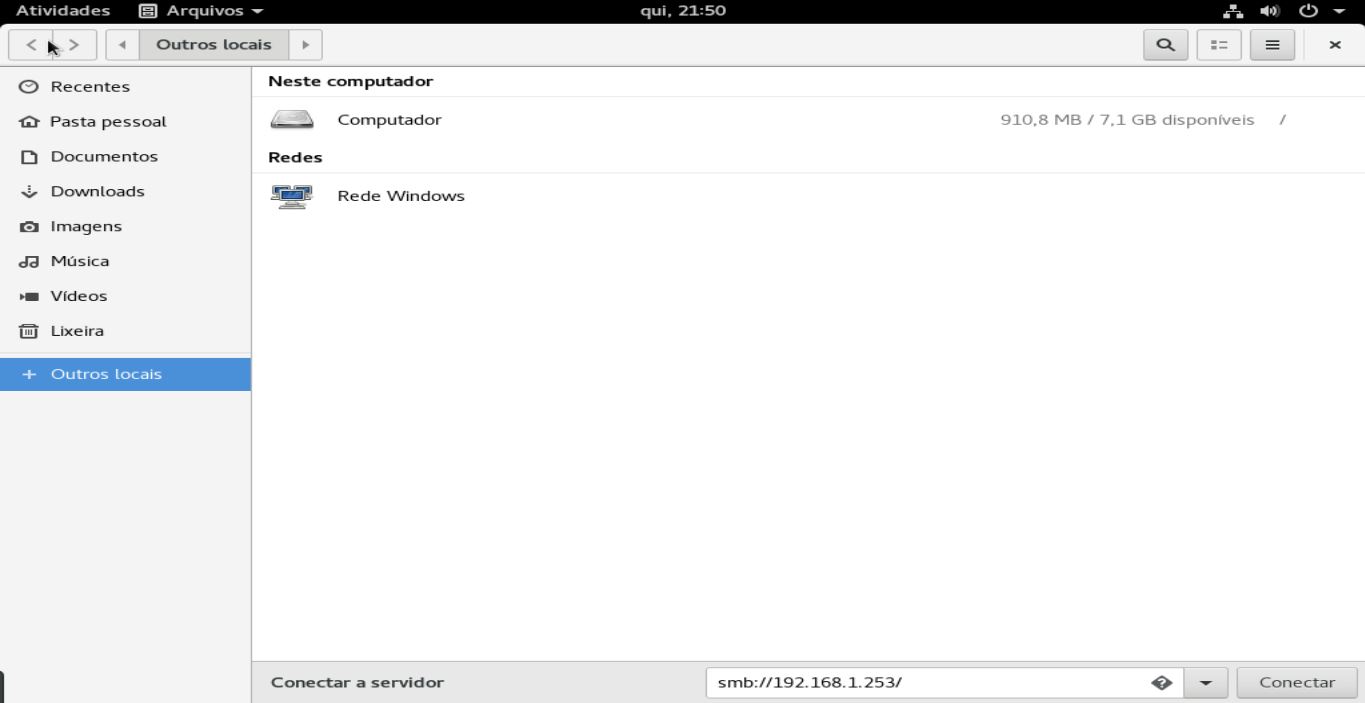 Atividades Arquivos qui, 21:50
Outros locais
Recentes
Pasta pessoal
Documentos
Downloads
Imagens
Música
Vídeos
Lixeira
Outros locais
Neste computador
Computador 910,8 MB / 7,1 GB disponíveis /
Redes
Rede Windows
Conectar a servidor smb://192.168.1.253/ Conectar